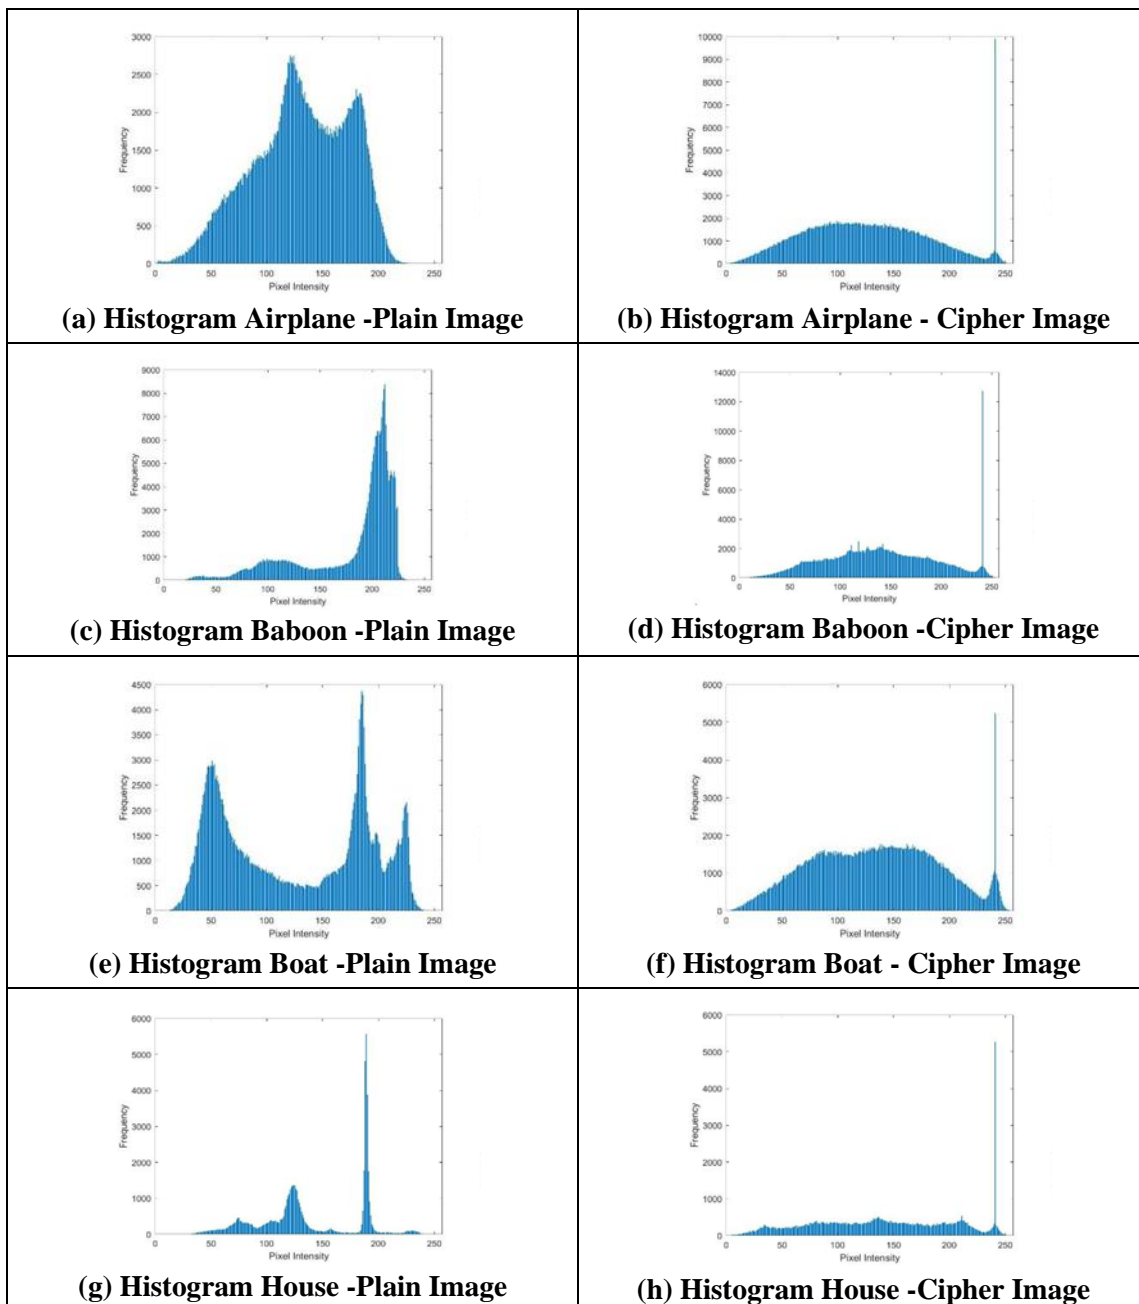 3000
2500
2000
1500
1000
500
0
Frequency
0 50 100 150 200 250
Pixel Intensity
(a) Histogram Airplane -Plain Image
10000
9000
8000
7000
6000
5000
4000
3000
2000
1000
0
Frequency
0 50 100 150 200 250
Pixel Intensity
(b) Histogram Airplane - Cipher Image
9000
8000
7000
6000
5000
4000
3000
2000
1000
0
Frequency
0 50 100 150 200 250
Pixel Intensity
(c) Histogram Baboon -Plain Image
14000
12000
10000
8000
6000
4000
2000
0
Frequency
0 50 100 150 200 250
Pixel Intensity
(d) Histogram Baboon -Cipher Image
4500
4000
3500
3000
2500
2000
1500
1000
500
0
Frequency
0 50 100 150 200 250
Pixel Intensity
(e) Histogram Boat -Plain Image
6000
5000
4000
3000
2000
1000
0
Frequency
0 50 100 150 200 250
Pixel Intensity
(f) Histogram Boat - Cipher Image
6000
5000
4000
3000
2000
1000
0
Frequency
0 50 100 150 200 250
Pixel Intensity
(g) Histogram House -Plain Image
6000
5000
4000
3000
2000
1000
0
Frequency
0 50 100 150 200 250
Pixel Intensity
(h) Histogram House -Cipher Image